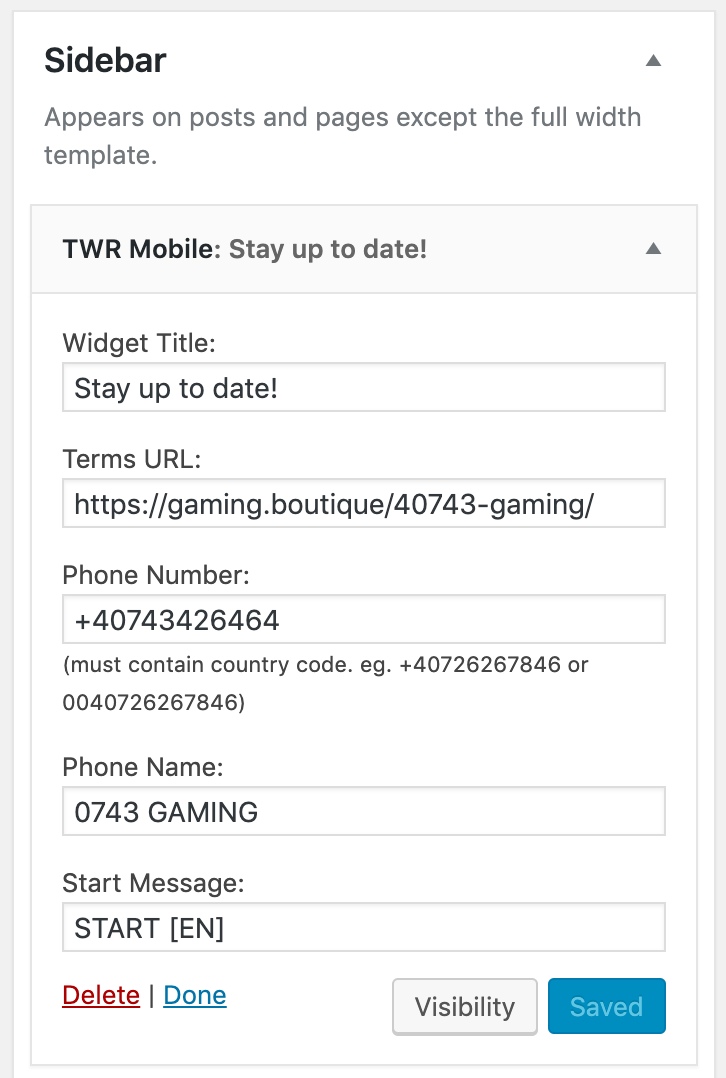 Sidebar
Appears on posts and pages except the full width
template.
TWR Mobile: Stay up to date!
Widget Title:
Stay up to date!
Terms URL:
https://gaming.boutique/40743-gaming/
Phone Number:
+40743426464
(must contain country code. eg. +40726267846 or
0040726267846)
Phone Name:
0743 GAMING
Start Message:
START [EN]
Delete | Done
Visibility
Saved